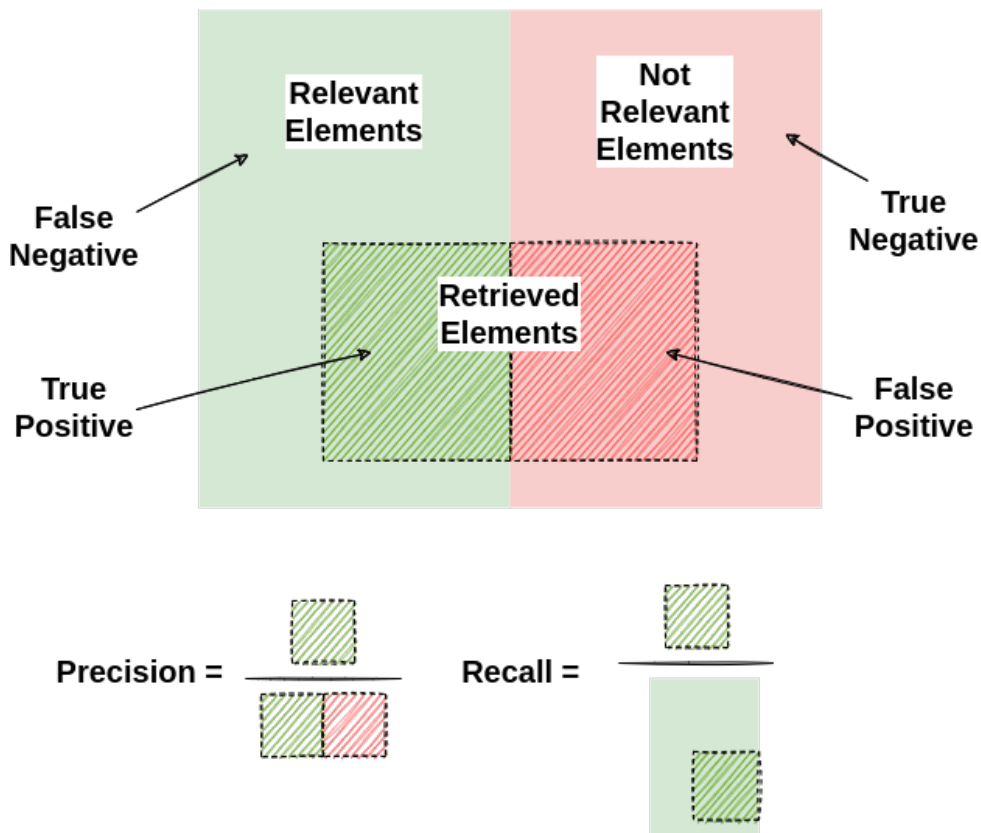 Relevant
Elements
Not
Relevant
Elements
False
Negative
True
Negative
Retrieved
Elements
True
Positive
False
Positive
Precision =
Recall =